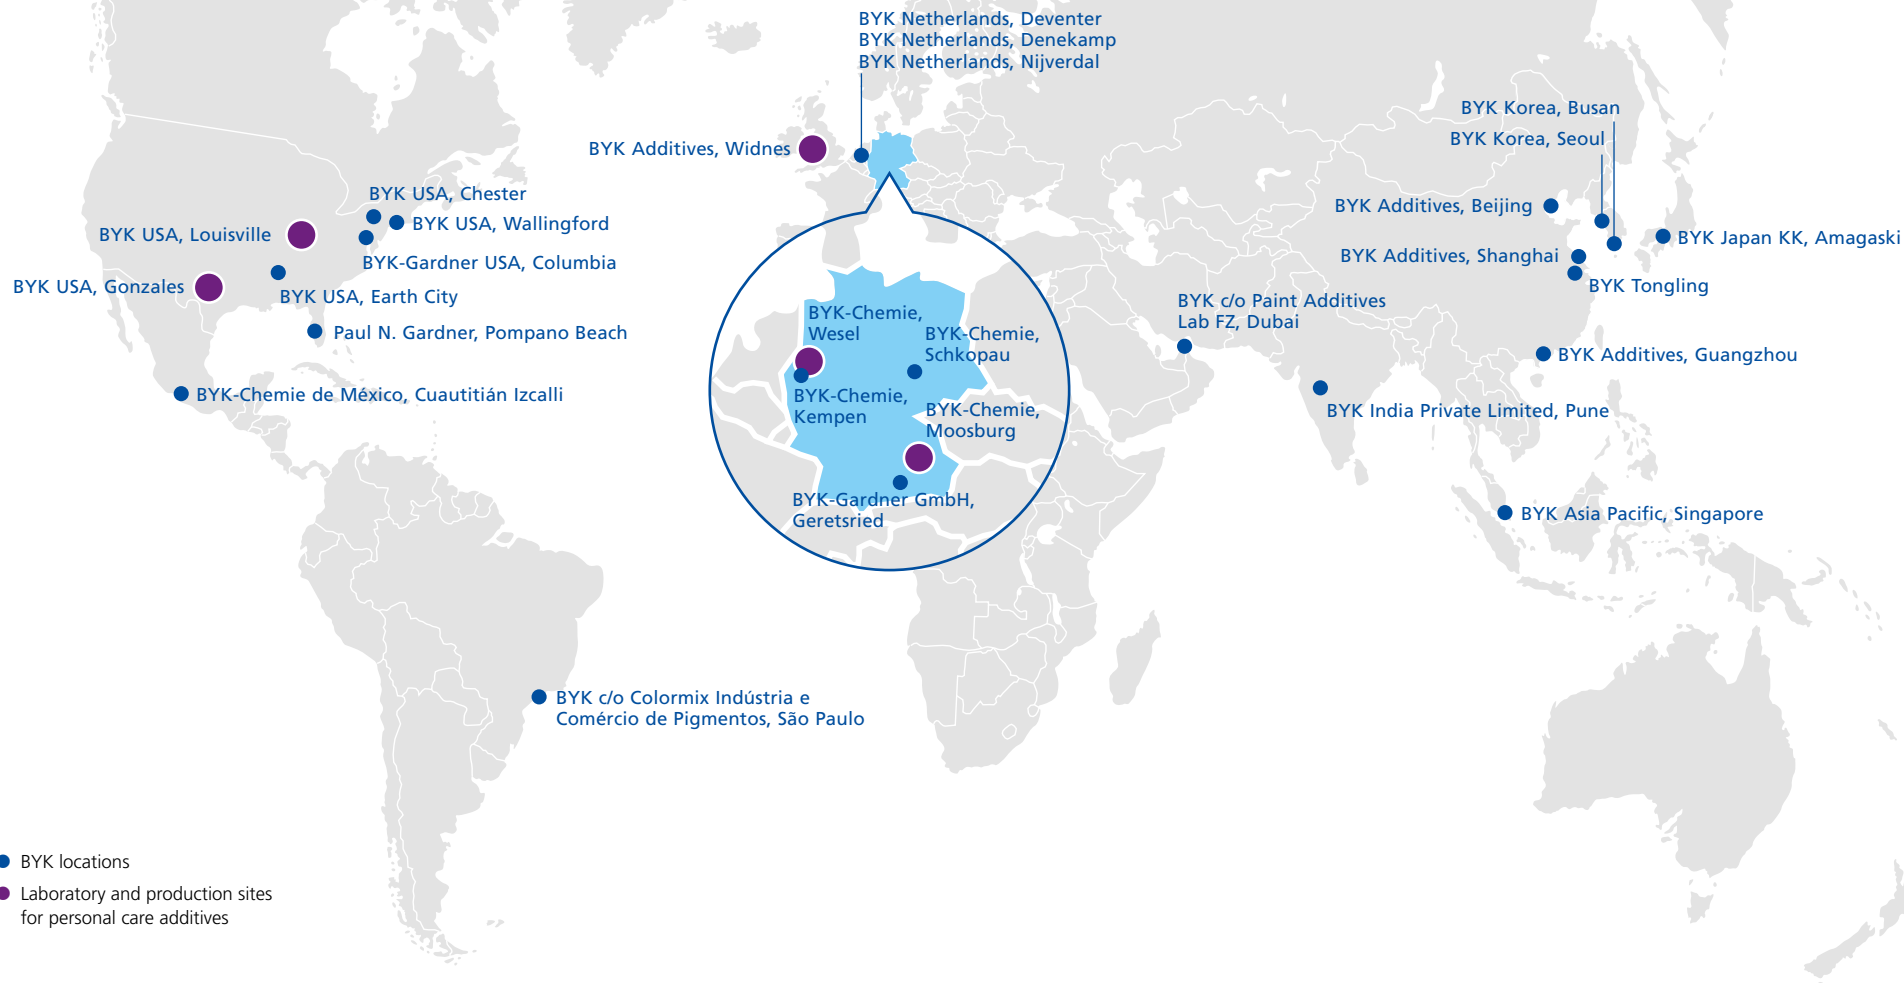 BYK Netherlands, Deventer
BYK Netherlands, Denekamp
BYK Netherlands, Nijverdal
BYK Korea, Busan
BYK Korea, Seoul
BYK Additives, Widnes
BYK USA, Chester
BYK USA, Wallingford
BYK USA, Louisville
BYK-Gardner USA, Columbia
BYK USA, Gonzales
BYK USA, Earth City
Paul N. Gardner, Pompano Beach
BYK-Chemie de México, Cuautitián Izcalli
BYK Additives, Beijing
BYK Japan KK, Amagaski
BYK Additives, Shanghai
BYK Tongling
BYK c/o Paint Additives
Lab FZ, Dubai
BYK Additives, Guangzhou
BYK India Private Limited, Pune
BYK Asia Pacific, Singapore
BYK-Chemie,
Wesel
BYK-Chemie,
Schkopau
BYK-Chemie,
Kempen
BYK-Chemie,
Moosburg
BYK-Gardner GmbH,
Geretsried
BYK c/o Colormix Indústria e
Comércio de Pigmentos, São Paulo
BYK locations
Laboratory and production sites
for personal care additives